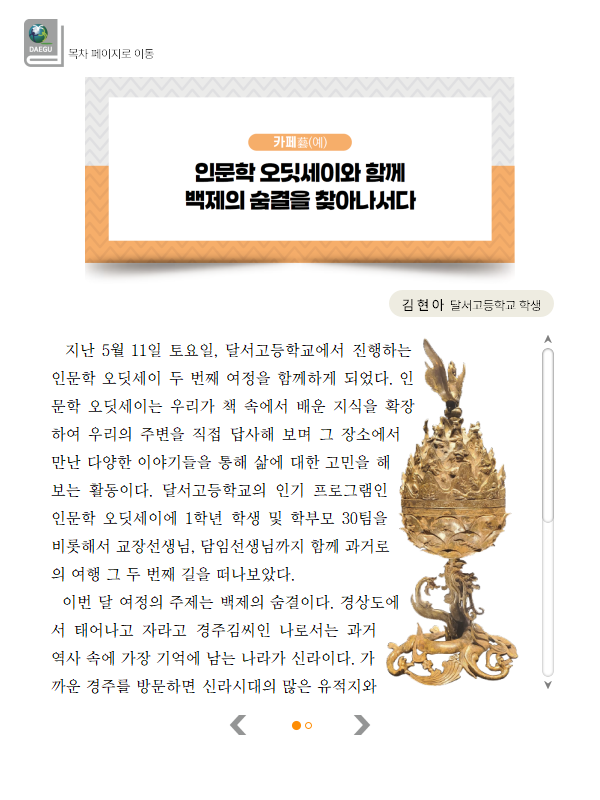 DAEGU
목차 페이지로 이동
카페藝(예)
인문학 오딧세이와 함께
백제의 숨결을 찾아나서다
김현아 달서고등학교 학생
지난 5월 11일 토요일, 달서고등학교에서 진행하는
인문학 오딧세이 두 번째 여정을 함께하게 되었다. 인
문학 오딧세이는 우리가 책 속에서 배운 지식을 확장
하여 우리의 주변을 직접 답사해 보며 그 장소에서
만난 다양한 이야기들을 통해 삶에 대한 고민을 해
보는 활동이다. 달서고등학교의 인기 프로그램인
인문학 오딧세이에 1학년 학생 및 학부모 30팀을
비롯해서 교장선생님, 담임선생님까지 함께 과거로
의 여행 그 두 번째 길을 떠나보았다.
이번 달 여정의 주제는 백제의 숨결이다. 경상도에
서 태어나고 자라고 경주김씨인 나로서는 과거
역사 속에 가장 기억에 남는 나라가 신라이다. 가
까운 경주를 방문하면 신라시대의 많은 유적지와